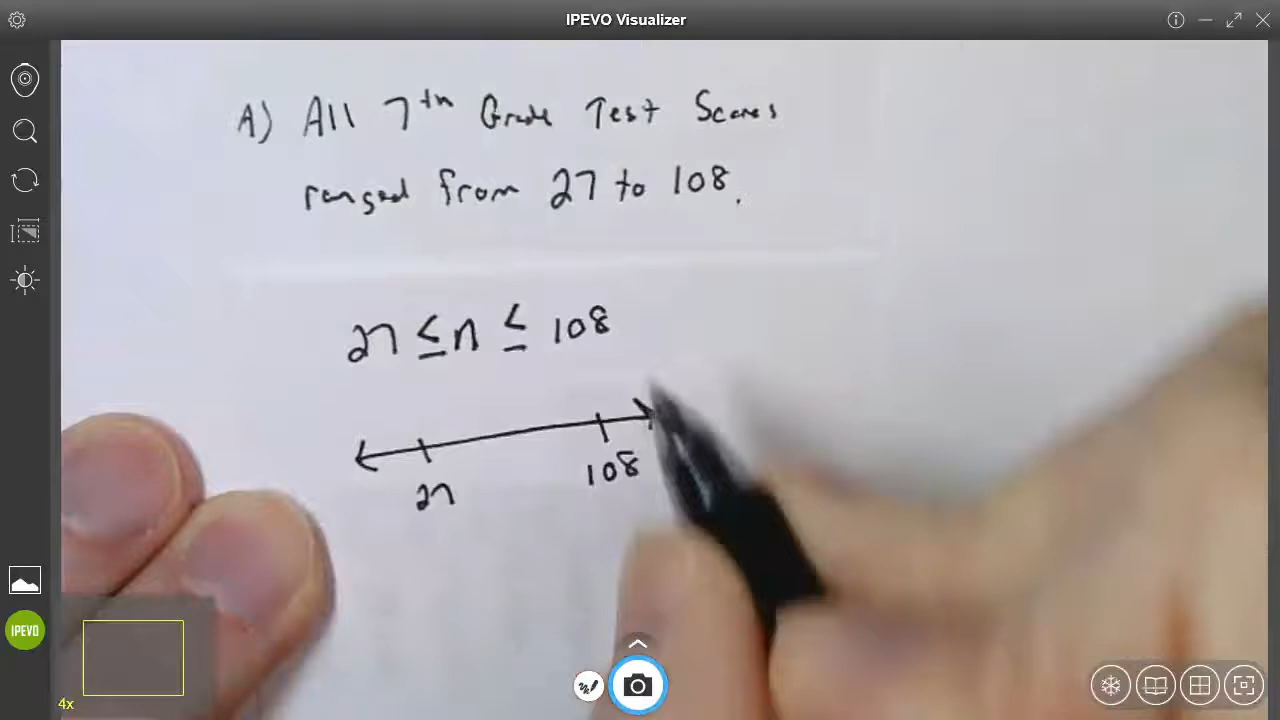 IPEVO Visualizer
A) All 7th Grade Test Scores
ranged from 27 to 108.
27 ≤ n ≤ 108
27 108
IPEVO
4x